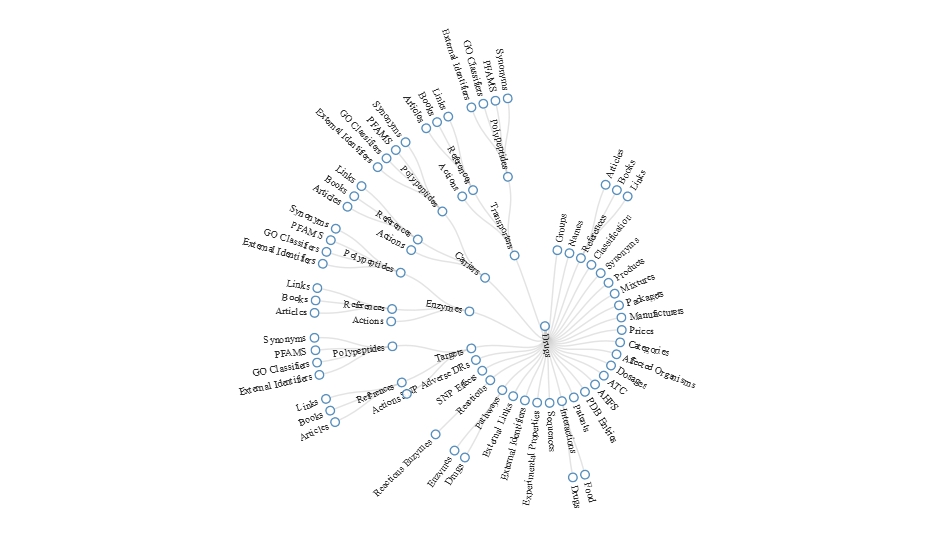 Drugs
Groups
Names
References
Articles
Books
Links
Classification
Synonyms
Products
Mixtures
Packagers
Manufacturers
Prices
Categories
Affected Organisms
Dosages
ATC
AHFS
PDB Entries
Patents
Interactions
Food
Drugs
Sequences
Experimental Properties
External Identifiers
External Links
Pathways
Drugs
Enzymes
Reactions
Reactions Enzymes
SNP Effects
SNP Adverse DRs
Targets
Actions
References
Articles
Books
Links
Polypeptides
External Identifiers
GO Classifiers
PFAMS
Synonyms
Enzymes
Actions
References
Articles
Books
Links
Polypeptides
External Identifiers
GO Classifers
PFAMS
Synonyms
Carriers
Actions
References
Articles
Books
Links
Polypeptides
External Identifers
GO Classifiers
PFAMS
Synonyms
Transporters
Actions
References
Articles
Books
Links
Polypeptides
External Identifiers
GO Classifiers
PFAMS
Synonyms